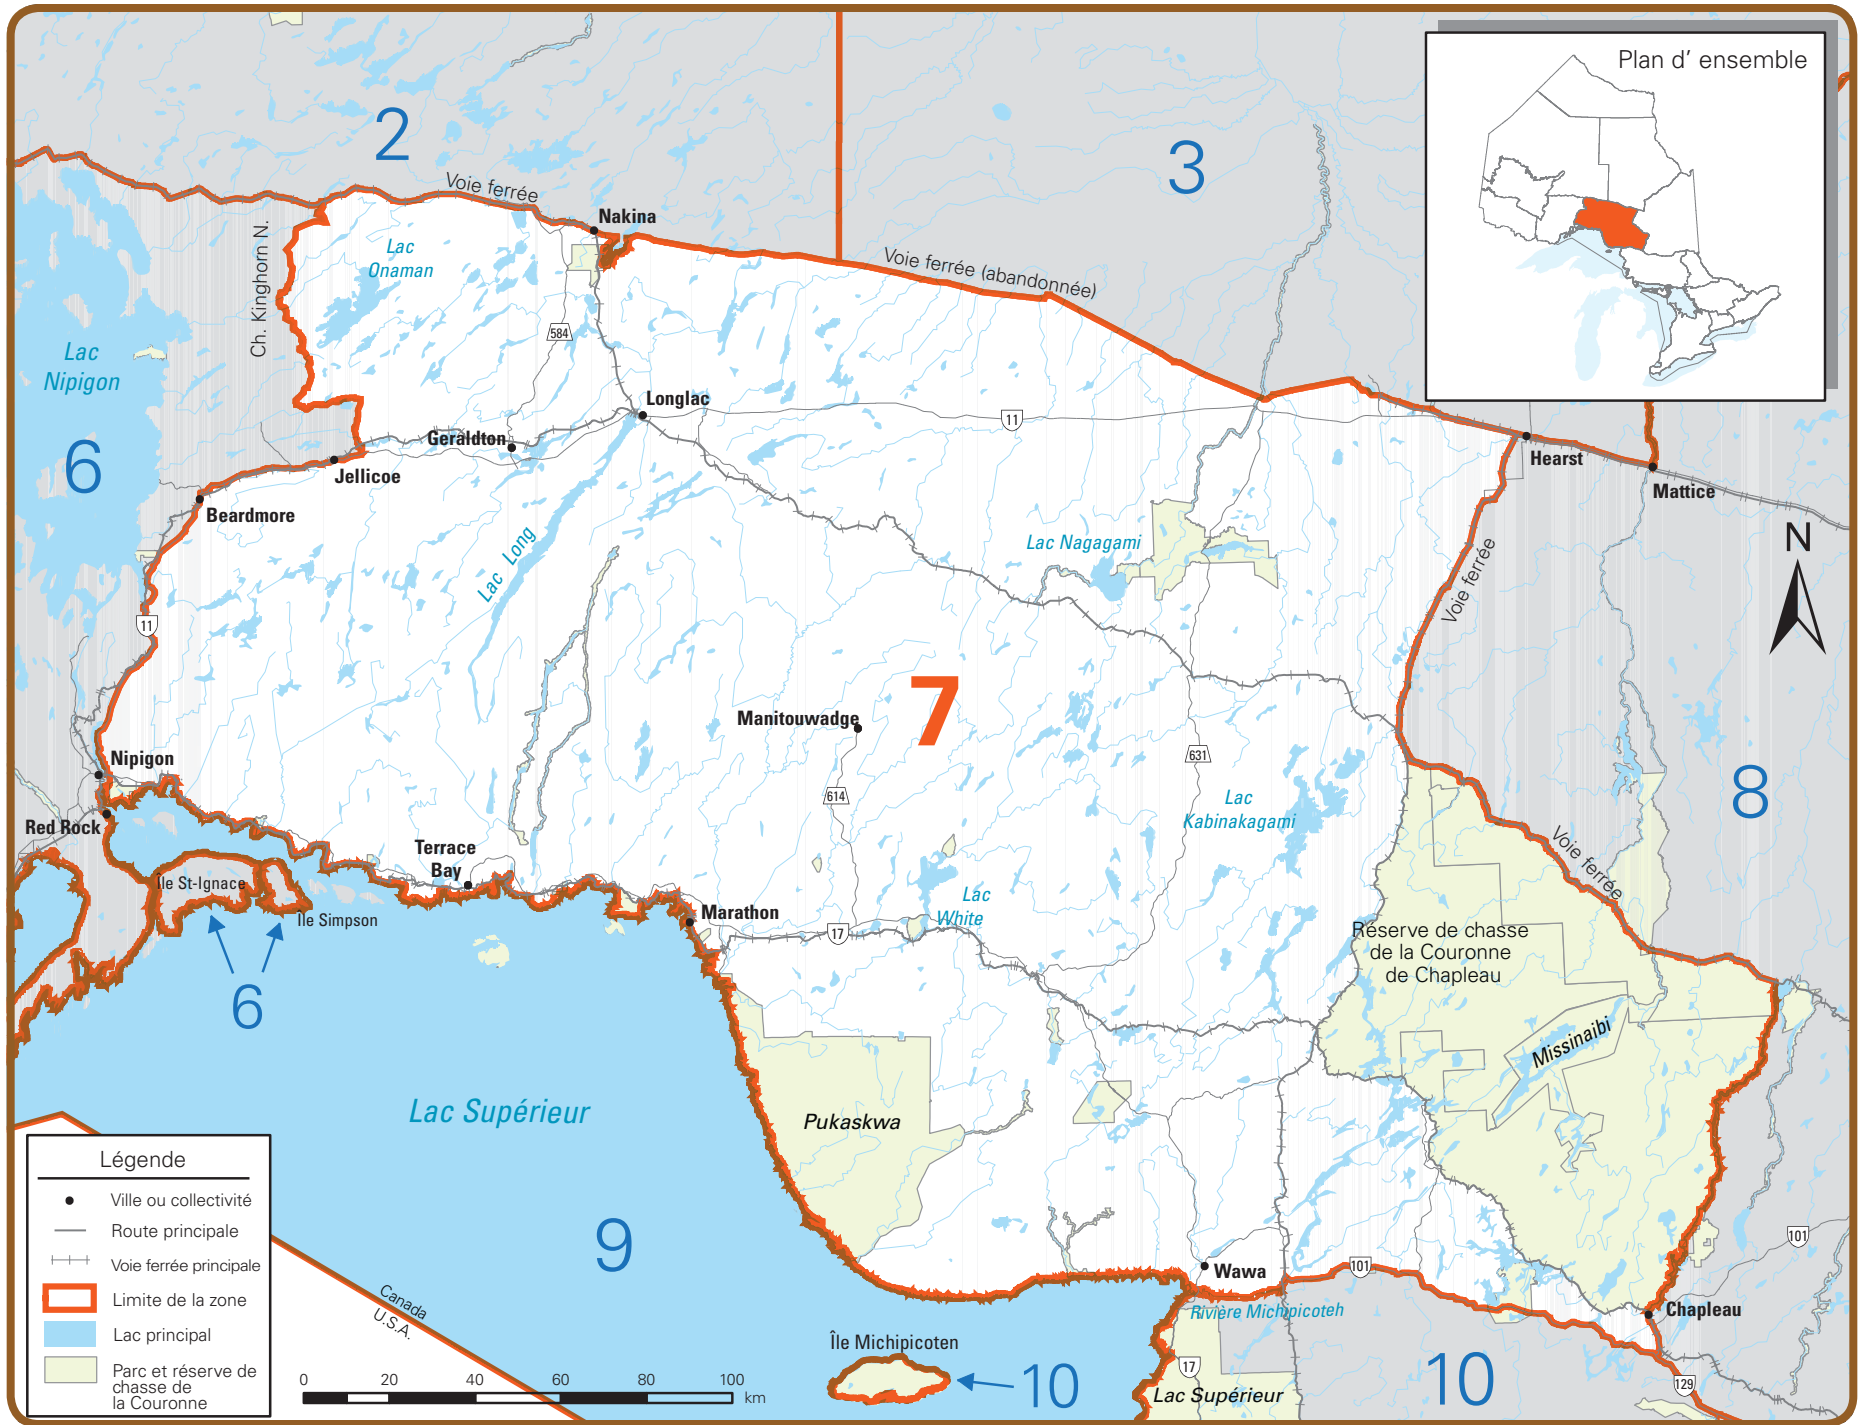 Plan d' ensemble
2
3
Voie ferrée
Nakina
Ch. Kinghorn N.
Lac
Onaman
Voie ferrée (abandonnée)
584
Lac
Nipigon
Longlac
11
Geraldton
6
Jellicoe
Hearst
Mattice
Beardmore
N
Lac Long
Lac Nagagami
Voie ferrée
11
7
Manitouwadge
Nipigon
631
614
8
Lac
Kabinakagami
Red Rock
Terrace
Bay
Voie ferrée
Île St-Ignace
Île Simpson
Marathon
Lac
White
17
Réserve de chasse
de la Couronne
de Chapleau
6
Missinaibi
Lac Supérieur
Pukaskwa
9
101
Wawa
101
Rivière Michipicoteh
Chapleau
Canada
U.S.A.
Île Michipicoten
10
17
Lac Supérieur
10
129
Légende
Ville ou collectivité
Route principale
Voie ferrée principale
Limite de la zone
Lac principal
Parc et réserve de
chasse de
la Couronne
0 20 40 60 80 100
km